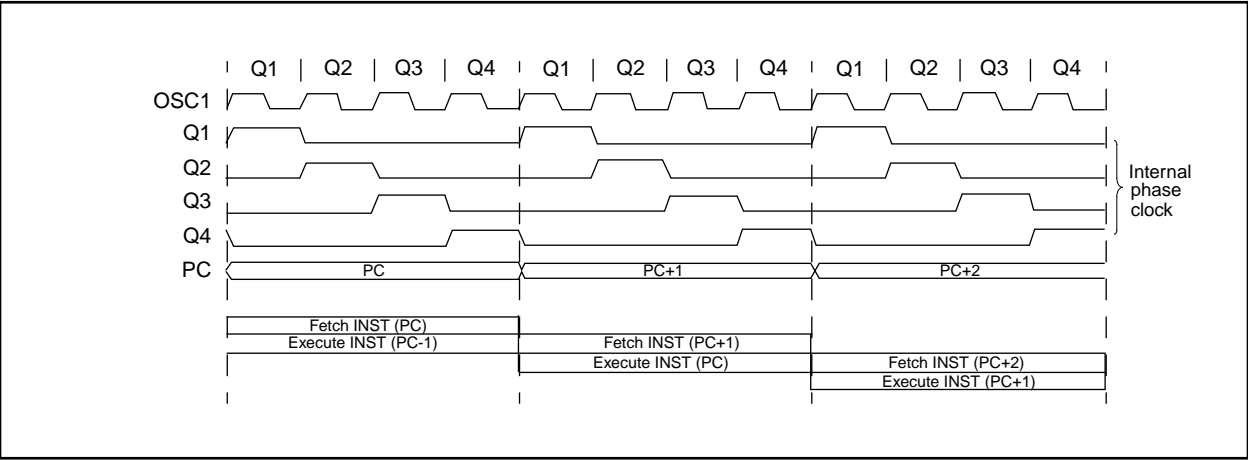 Q1 Q2 Q3 Q4 Q1 Q2 Q3 Q4 Q1 Q2 Q3 Q4
OSC1
Q1
Q2
Q3
Q4
Internal
phase
clock
PC PC PC+1 PC+2
Fetch INST (PC)
Execute INST (PC-1) Fetch INST (PC+1)
Execute INST (PC) Fetch INST (PC+2)
Execute INST (PC+1)